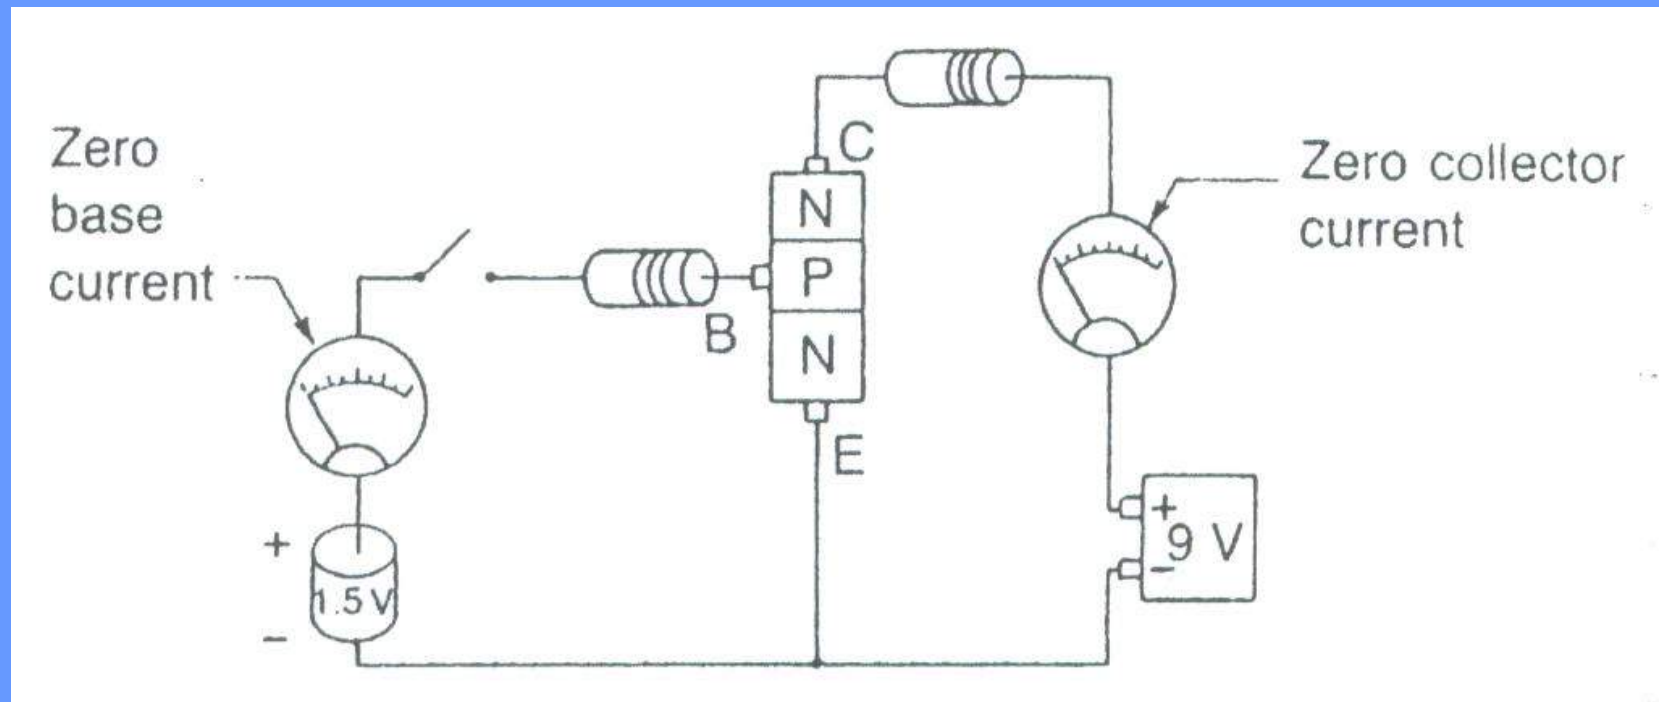 Zero
base
current
C
N
P
N
B
E
Zero collector
current
+
1.5 V
−
+
9 V
−